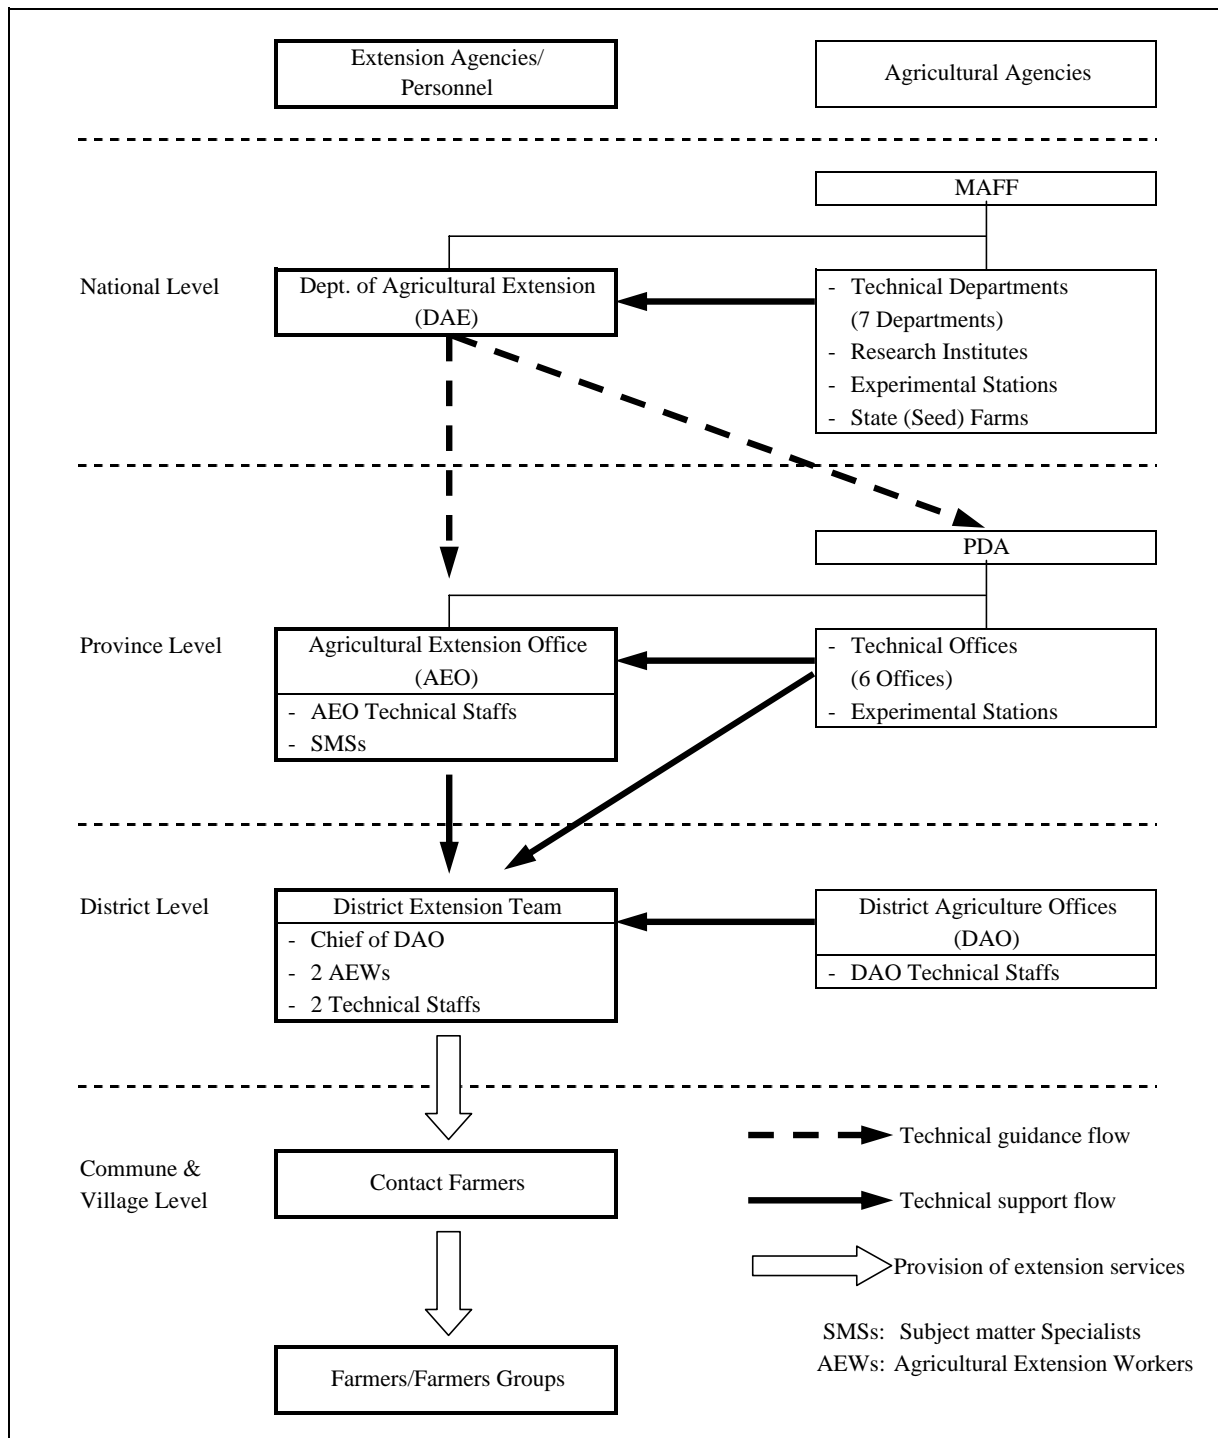 Extension Agencies/
Personnel
Agricultural Agencies
MAFF
National Level
Dept. of Agricultural Extension
(DAE)
- Technical Departments
(7 Departments)
- Research Institutes
- Experimental Stations
- State (Seed) Farms
PDA
Province Level
Agricultural Extension Office
(AEO)
- AEO Technical Staffs
- SMSs
- Technical Offices
(6 Offices)
- Experimental Stations
District Level
District Extension Team
- Chief of DAO
- 2 AEWs
- 2 Technical Staffs
District Agriculture Offices
(DAO)
- DAO Technical Staffs
Commune &
Village Level
Contact Farmers
Farmers/Farmers Groups
Technical guidance flow
Technical support flow
Provision of extension services
SMSs: Subject matter Specialists
AEWs: Agricultural Extension Workers